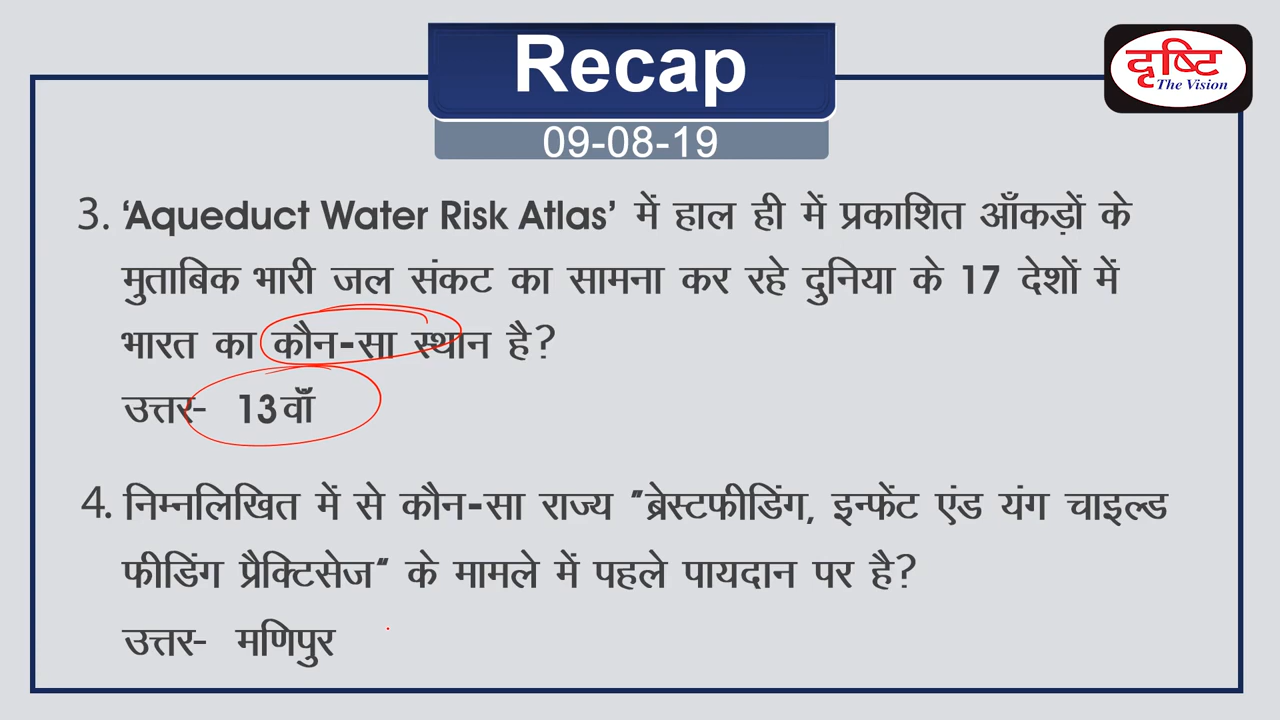 Recap
दृष्टि
The Vision
09-08-19
3. ‘Aqueduct Water Risk Atlas’ में हाल ही में प्रकाशित आँकड़ों के
मुताबिक भारी जल संकट का सामना कर रहे दुनिया के 17 देशों में
भारत का कौन-सा स्थान है?
उत्तर- 13वाँ
4. निम्नलिखित में से कौन-सा राज्य "ब्रेस्टफीडिंग, इन्फेंट एंड यंग चाइल्ड
फीडिंग प्रैक्टिसेज" के मामले में पहले पायदान पर है?
उत्तर- मणिपुर